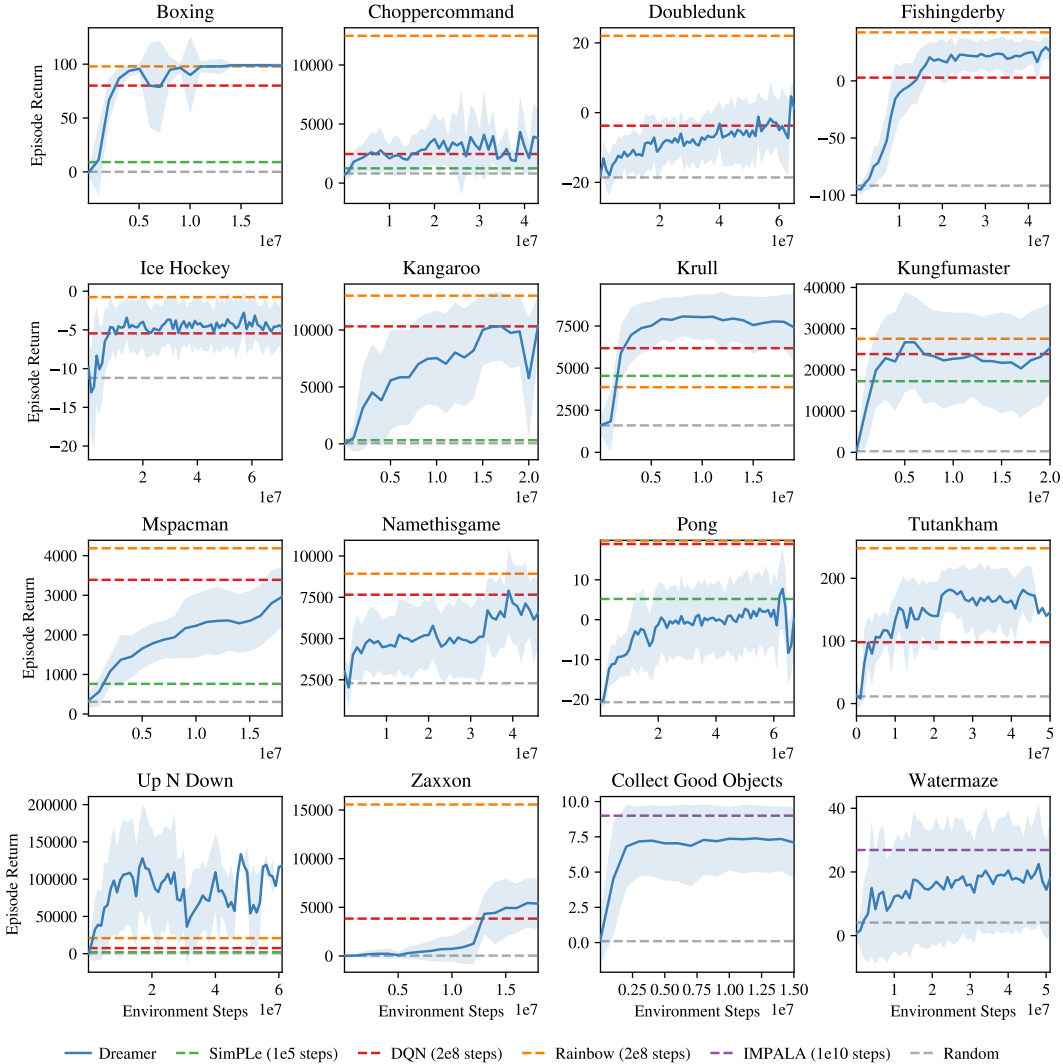 Boxing
Choppercommand
Doubledunk
Fishingderby
Episode Return
100
50
0
0.5 1.0 1.5
1e7
10000
5000
0
0 1 2 3 4
1e7
20
0
−20
0 2 4 6
1e7
0
−50
−100
0 1 2 3 4
1e7
Ice Hockey
Kangaroo
Krull
Kungfumaster
Episode Return
0
−5
−10
−15
−20
2 4 6
1e7
10000
5000
0
0.5 1.0 1.5 2.0
1e7
7500
5000
2500
0
0.5 1.0 1.5
1e7
40000
30000
20000
10000
0
0.5 1.0 1.5 2.0
1e7
Mspacman
Namethisgame
Pong
Tutankham
Episode Return
4000
3000
2000
1000
0
0.5 1.0 1.5
1e7
10000
7500
5000
2500
0 1 2 3 4
1e7
10
0
−10
−20
0 2 4 6
1e7
200
100
0
0 1 2 3 4 5
1e7
Up N Down
Zaxxon
Collect Good Objects
Watermaze
Episode Return
200000
150000
100000
50000
0
2 4 6
1e7
Environment Steps
15000
10000
5000
0
0.5 1.0 1.5
1e7
Environment Steps
10.0
7.5
5.0
2.5
0.0
0.25 0.50 0.75 1.00 1.25 1.50
1e7
Environment Steps
40
20
0
0 1 2 3 4 5
1e7
Environment Steps
Dreamer
SimPLe (1e5 steps)
DQN (2e8 steps)
Rainbow (2e8 steps)
IMPALA (1e10 steps)
Random